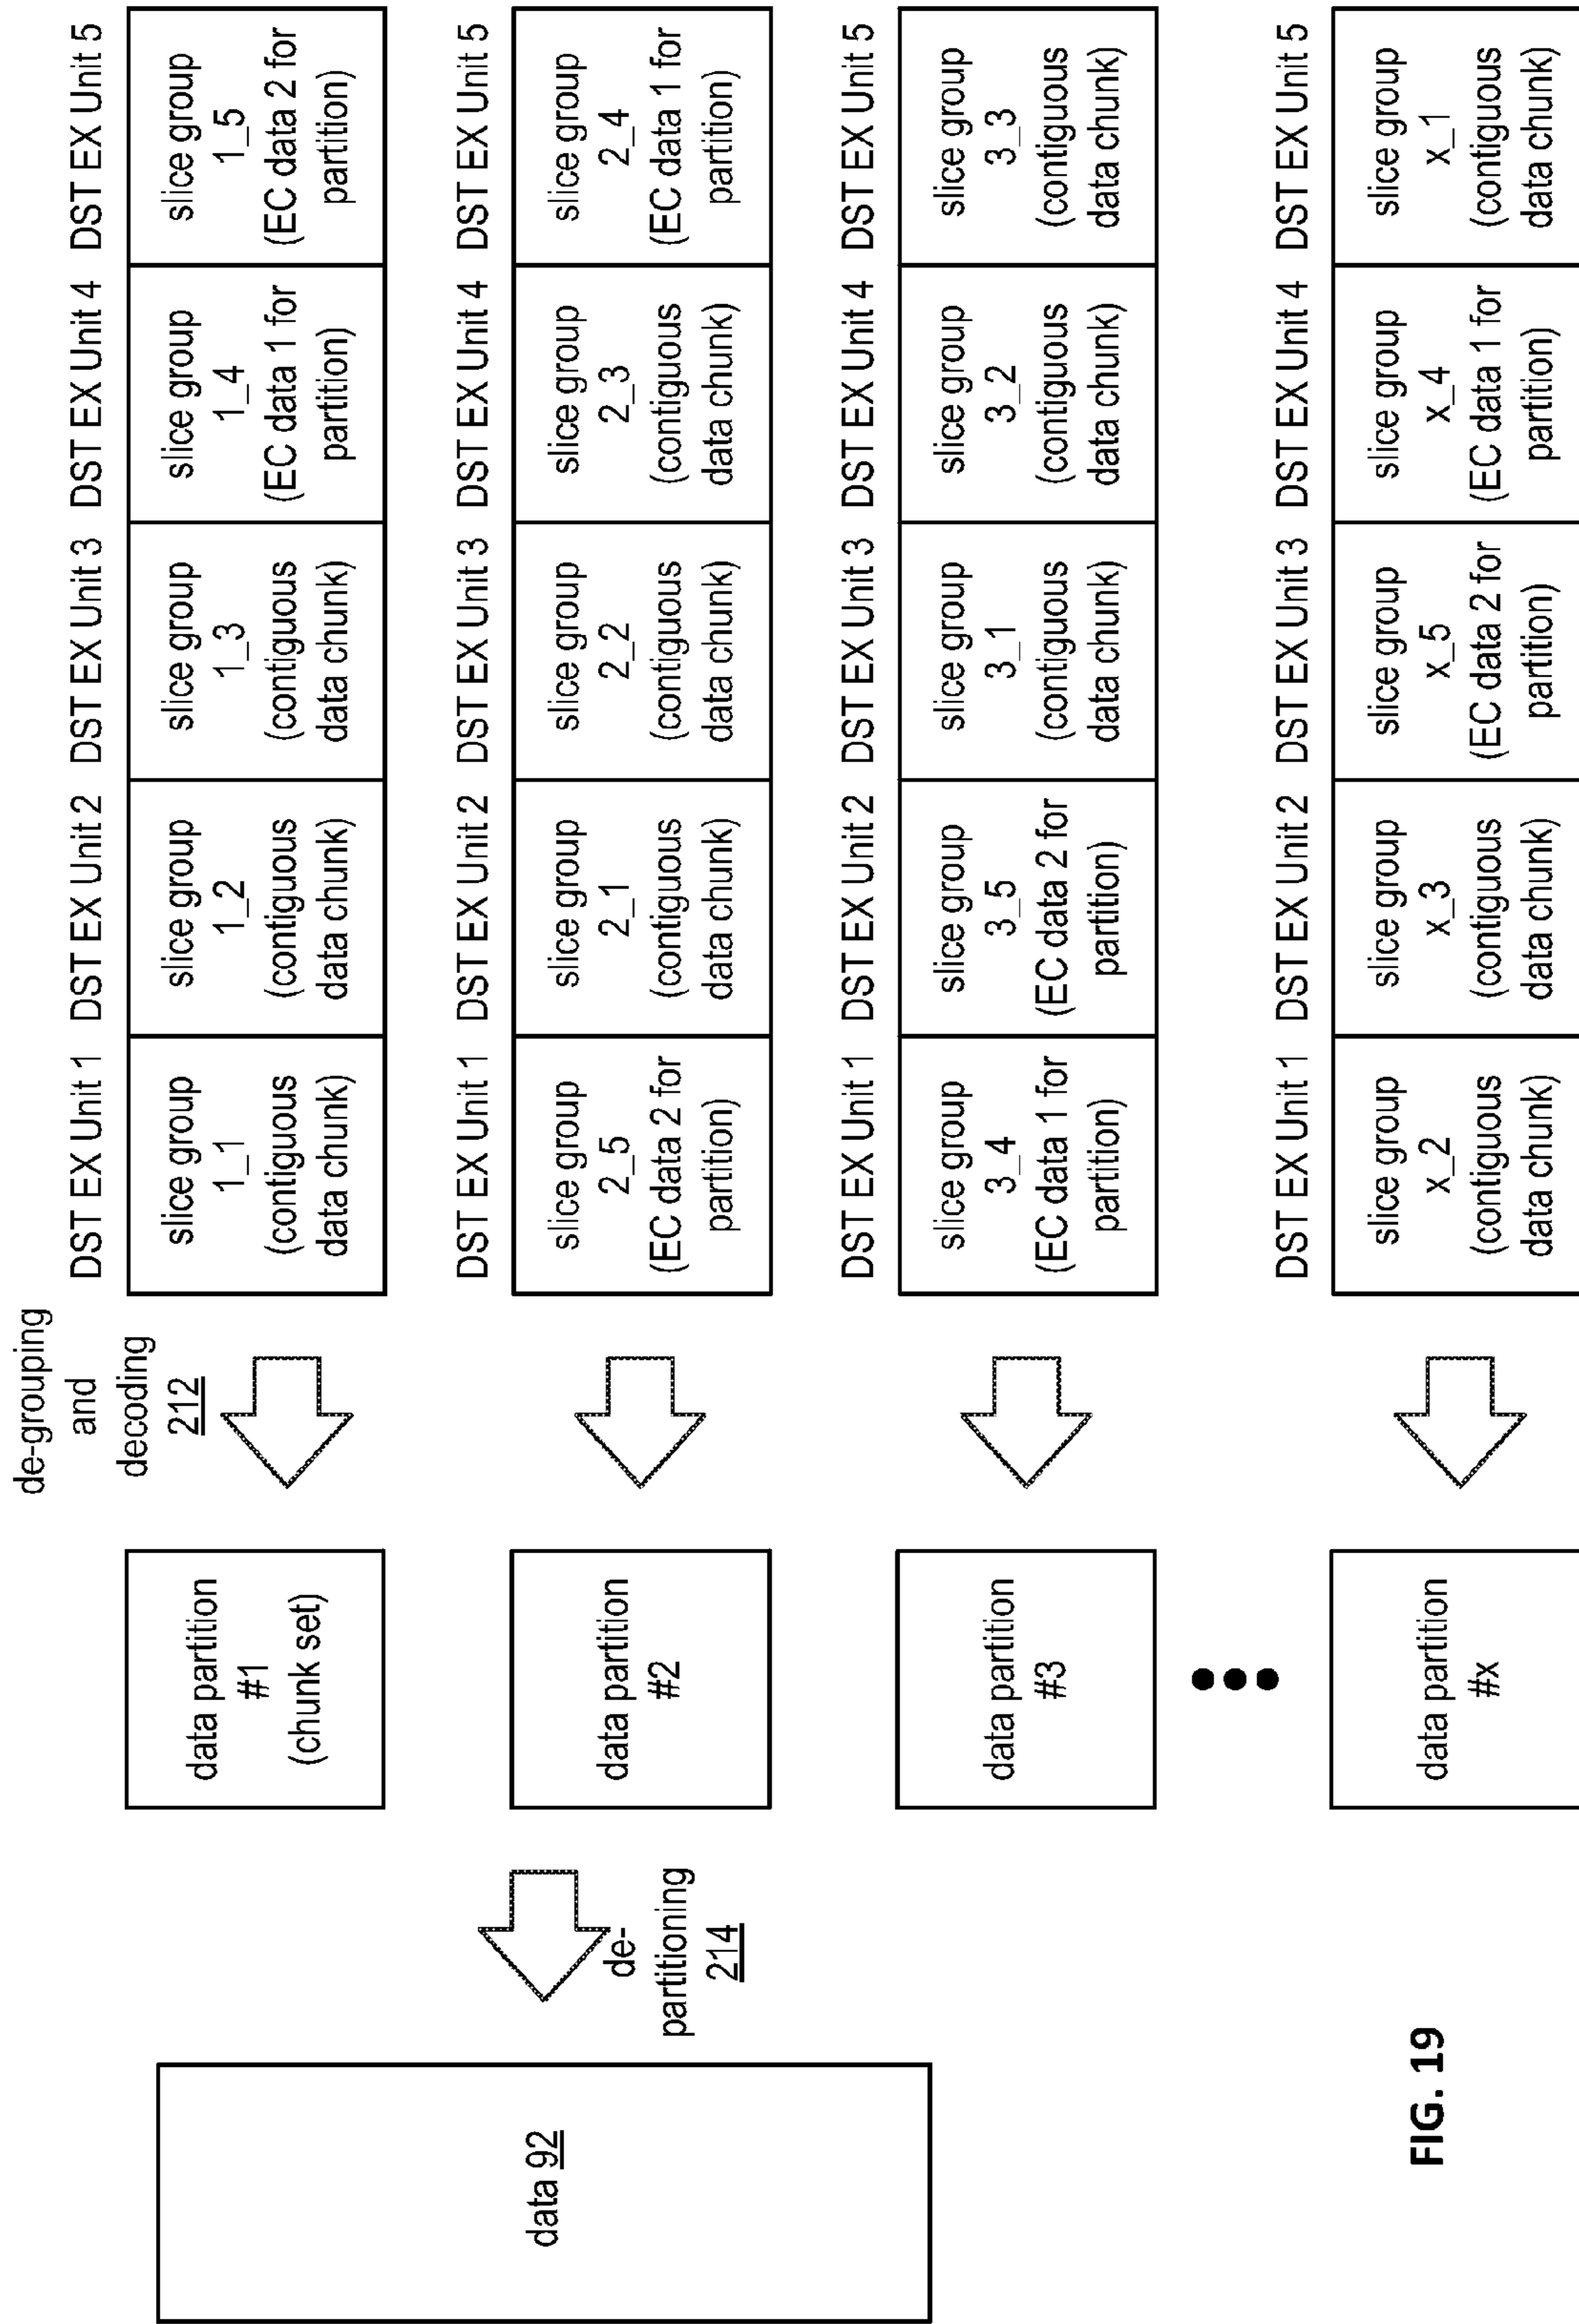 de-grouping
and
decoding
212
DST EX Unit 1
DST EX Unit 2
DST EX Unit 3
DST EX Unit 4
DST EX Unit 5
data partition
#1
(chunk set)
slice group
1_1
(contiguous
data chunk)
slice group
1_2
(contiguous
data chunk)
slice group
1_3
(contiguous
data chunk)
slice group
1_4
(EC data 1 for
partition)
slice group
1_5
(EC data 2 for
partition)
DST EX Unit 1
DST EX Unit 2
DST EX Unit 3
DST EX Unit 4
DST EX Unit 5
data 92
de-
partitioning
214
data partition
#2
slice group
2_5
(EC data 2 for
partition)
slice group
2_1
(contiguous
data chunk)
slice group
2_2
(contiguous
data chunk)
slice group
2_3
(contiguous
data chunk)
slice group
2_4
(EC data 1 for
partition)
DST EX Unit 1
DST EX Unit 2
DST EX Unit 3
DST EX Unit 4
DST EX Unit 5
data partition
#3
slice group
3_4
(EC data 1 for
partition)
slice group
3_5
(EC data 2 for
partition)
slice group
3_1
(contiguous
data chunk)
slice group
3_2
(contiguous
data chunk)
slice group
3_3
(contiguous
data chunk)
DST EX Unit 1
DST EX Unit 2
DST EX Unit 3
DST EX Unit 4
DST EX Unit 5
data partition
#x
slice group
x_2
(contiguous
data chunk)
slice group
x_3
(contiguous
data chunk)
slice group
x_5
(EC data 2 for
partition)
slice group
x_4
(EC data 1 for
partition)
slice group
x_1
(contiguous
data chunk)
FIG. 19